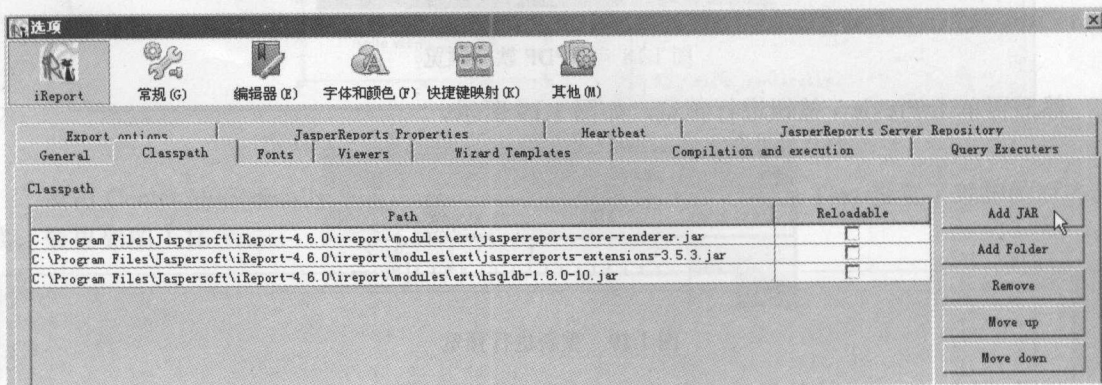 选项
iReport 常规(G) 编辑器(E) 字体和颜色(F) 快捷键映射(K) 其他(M)
Export options JasperReports Properties Heartbeat JasperReports Server Repository
General Classpath Fonts Viewers Wizard Templates Compilation and execution Query Executers
Classpath
Path Reloadable
C:\Program Files\Jaspersoft\iReport-4.6.0\ireport\modules\ext\jasperreports-core-renderer.jar
C:\Program Files\Jaspersoft\iReport-4.6.0\ireport\modules\ext\jasperreports-extensions-3.5.3.jar
C:\Program Files\Jaspersoft\iReport-4.6.0\ireport\modules\ext\hsqldb-1.8.0-10.jar
Add JAR
Add Folder
Remove
Move up
Move down